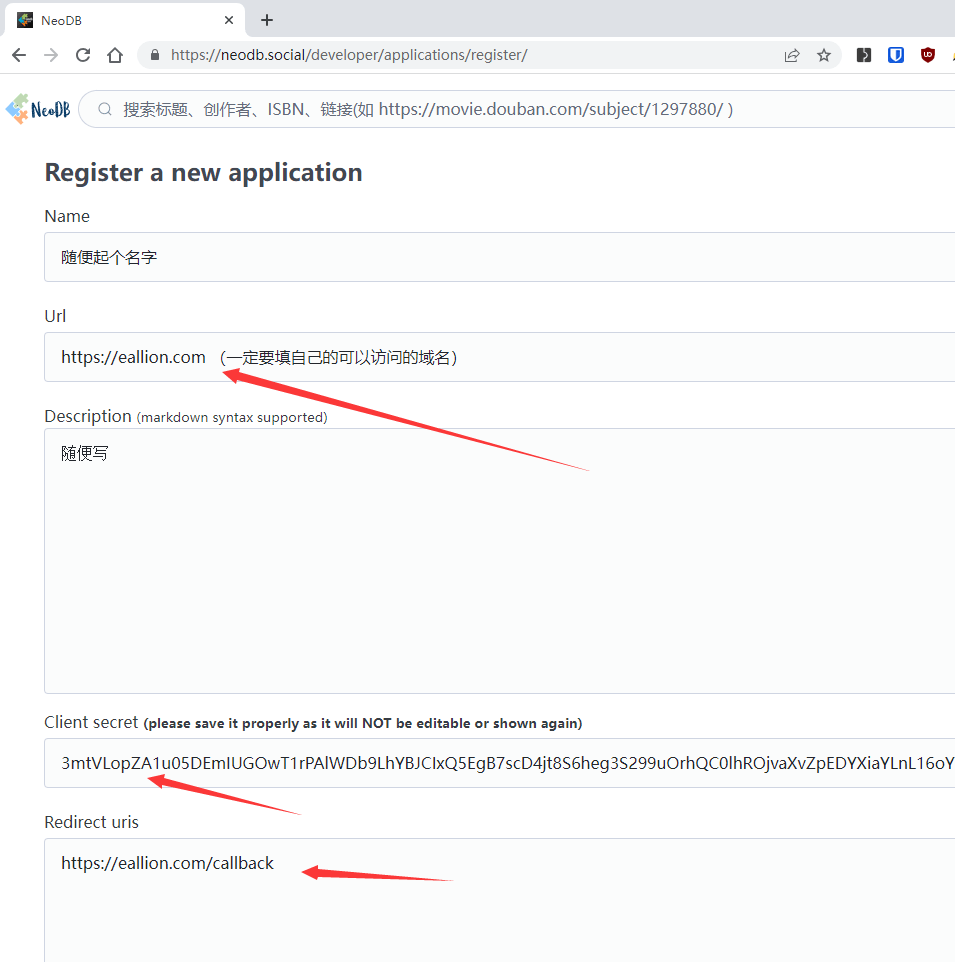 NeoDB
https://neodb.social/developer/applications/register/
NeoDB
搜索标题、创作者、ISBN、链接(如 https://movie.douban.com/subject/1297880/ )
Register a new application
Name
随便起个名字
Url
https://eallion.com （一定要填自己的可以访问的域名）
Description (markdown syntax supported)
随便写
Client secret (please save it properly as it will NOT be editable or shown again)
3mtVLopZA1u05DEmIUGOwT1rPAlWDb9LhYBJCIxQ5EgB7scD4jt8S6heg3S299uOrhQC0lhROjvaXvZpEDYXiaYLnL16oY
Redirect uris
https://eallion.com/callback